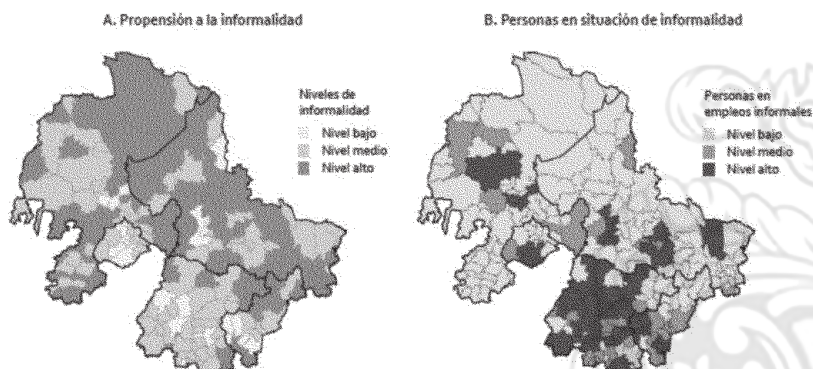 A. Propensión a la informalidad
Niveles de
informalidad
Nivel bajo
Nivel medio
Nivel alto
B. Personas en situación de informalidad
Personas en
empleos informales
Nivel bajo
Nivel medio
Nivel alto